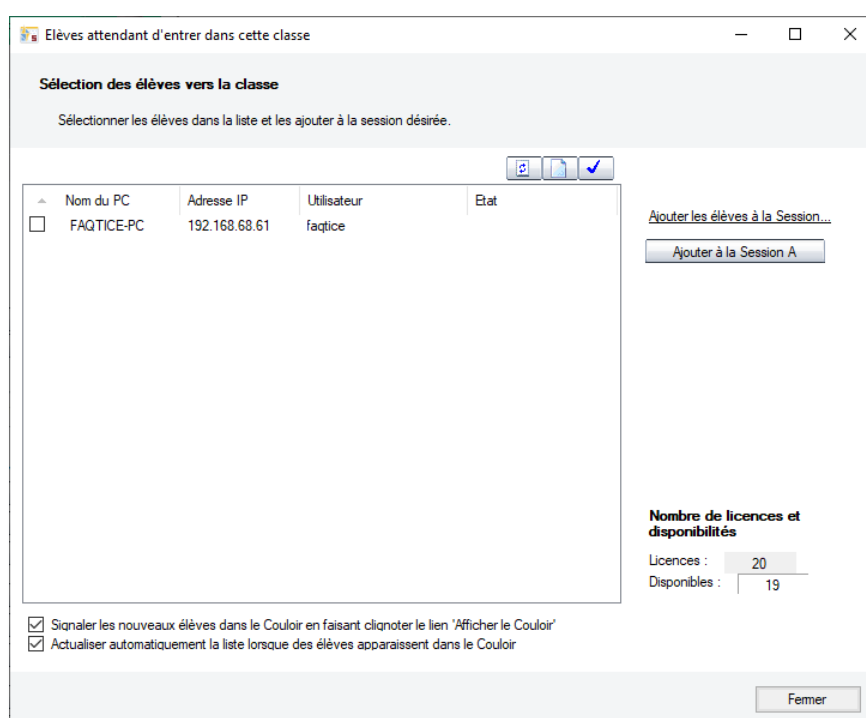 Elèves attendant d'entrer dans cette classe
Sélection des élèves vers la classe
Sélectionner les élèves dans la liste et les ajouter à la session désirée.
Nom du PC Adresse IP Utilisateur Etat
FAQTICE-PC 192.168.68.61 faqtice
Ajouter les élèves à la Session...
Ajouter à la Session A
Nombre de licences et
disponibilités
Licences : 20
Disponibles : 19
Signaler les nouveaux élèves dans le Couloir en faisant clignoter le lien 'Afficher le Couloir'
Actualiser automatiquement la liste lorsque des élèves apparaissent dans le Couloir
Fermer